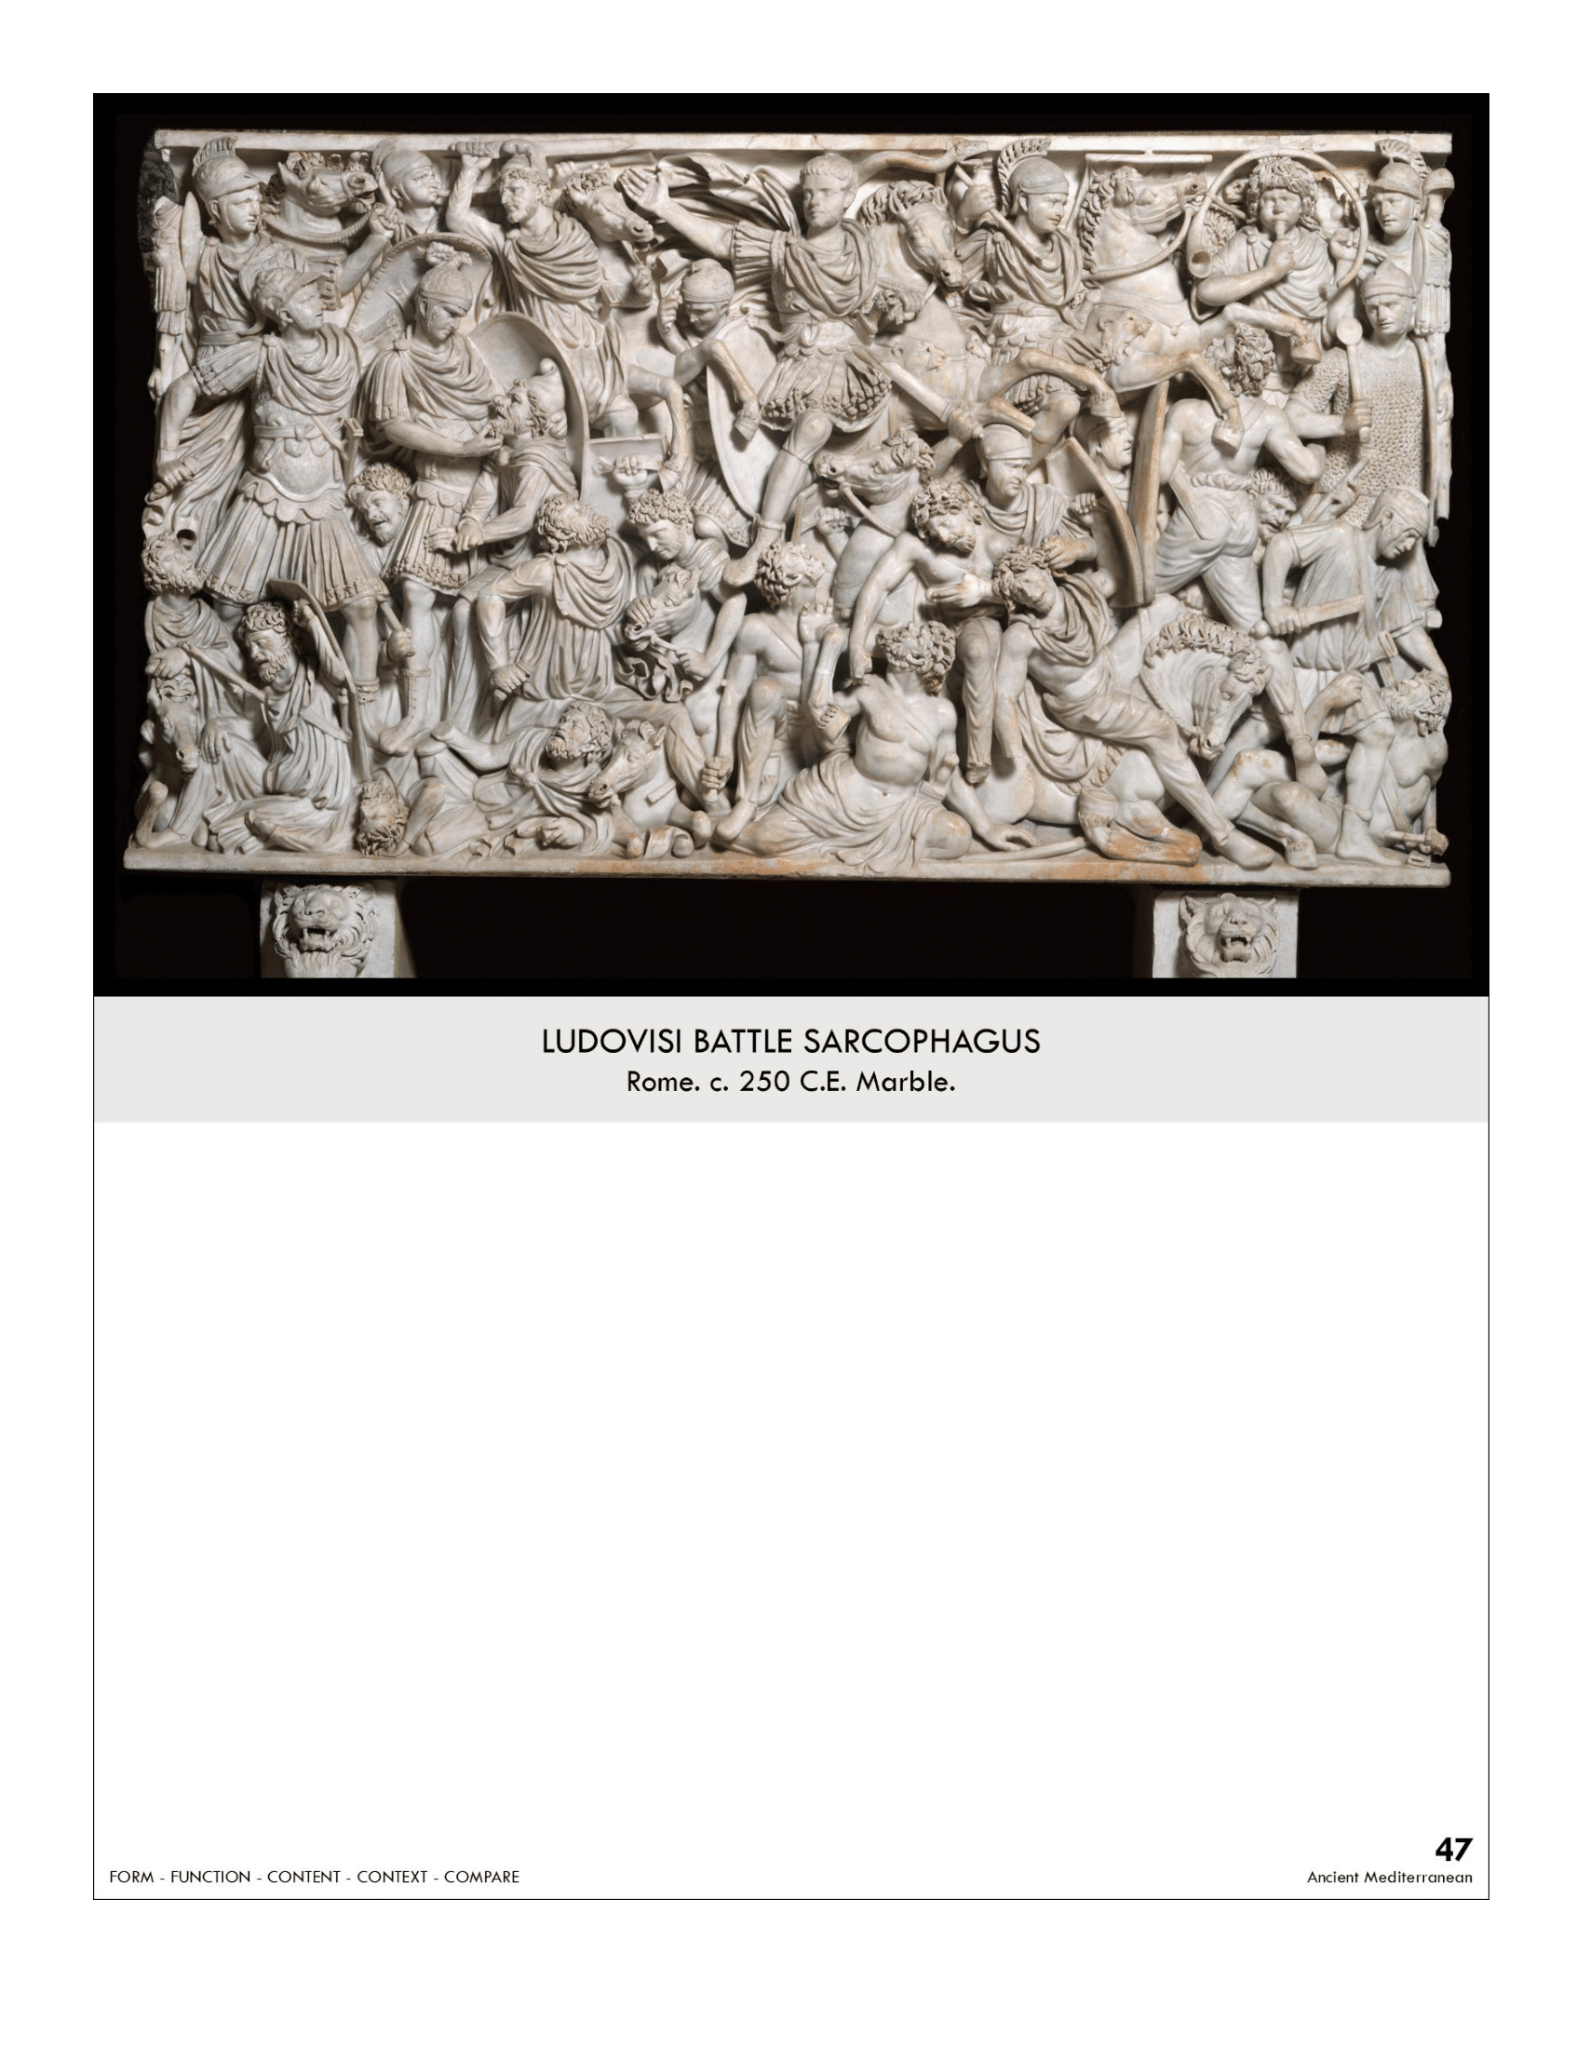 LUDOVISI BATTLE SARCOPHAGUS
Rome. c. 250 C.E. Marble.
47
FORM - FUNCTION - CONTENT - CONTEXT - COMPARE
Ancient Mediterranean